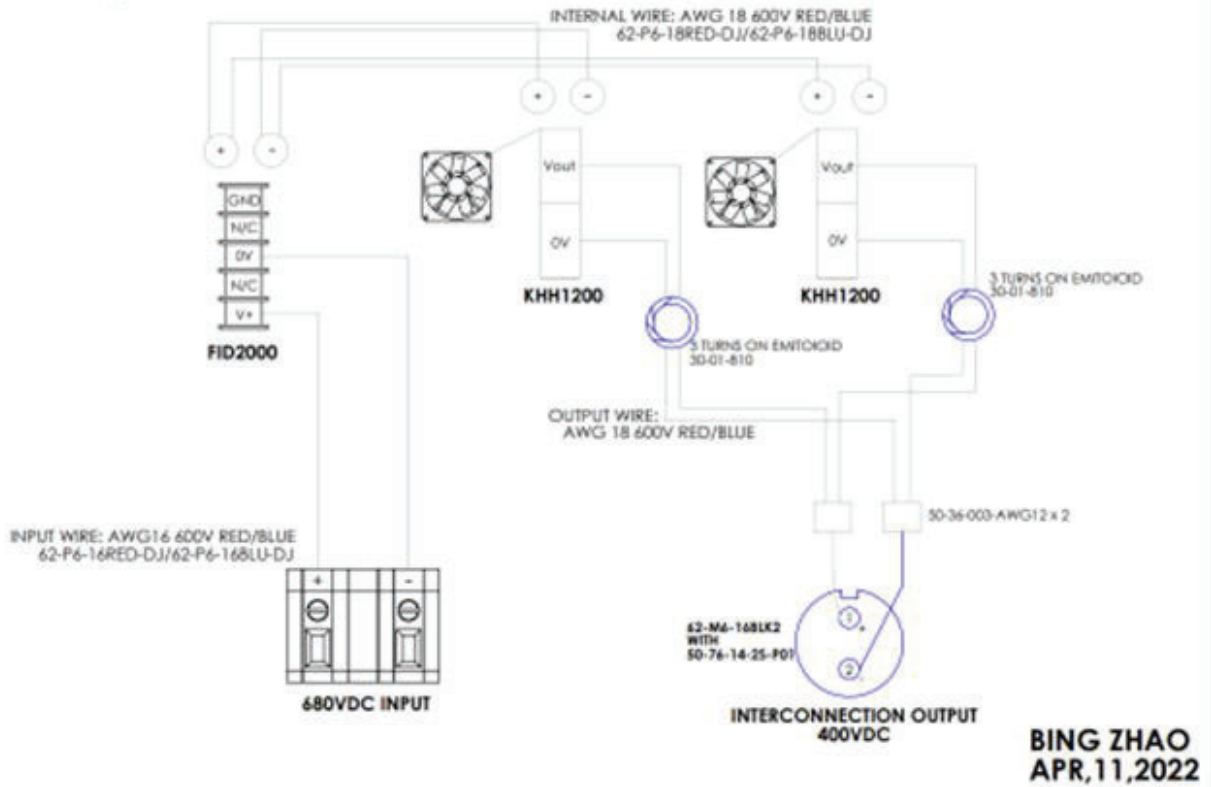 INTERNAL WIRE: AWG 18 600V RED/BLUE
62-P6-18RED-DJ/62-P6-18BLU-DJ
+
-
+
-
+
-
GND
N/C
0V
N/C
V+
FID2000
Vout
0V
KHH1200
Vout
0V
KHH1200
3 TURNS ON EMITOIOID
30-01-810
3 TURNS ON EMITOIOID
30-01-810
OUTPUT WIRE:
AWG 18 600V RED/BLUE
INPUT WIRE: AWG16 600V RED/BLUE
62-P6-16RED-DJ/62-P6-16BLU-DJ
50-36-003-AWG12 x 2
+
-
680VDC INPUT
62-M6-16BLK2
WITH
50-76-14-2S-P01
1
+
2
-
INTERCONNECTION OUTPUT
400VDC
BING ZHAO
APR,11,2022